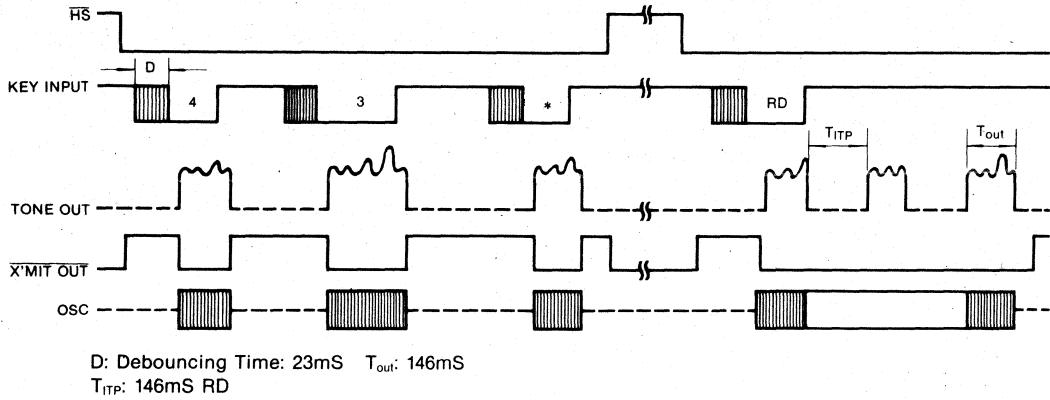 HS
D
KEY INPUT
4
3
*
RD
TITP
Tout
TONE OUT
X'MIT OUT
OSC
D: Debouncing Time: 23mS Tout: 146mS
TITP: 146mS RD